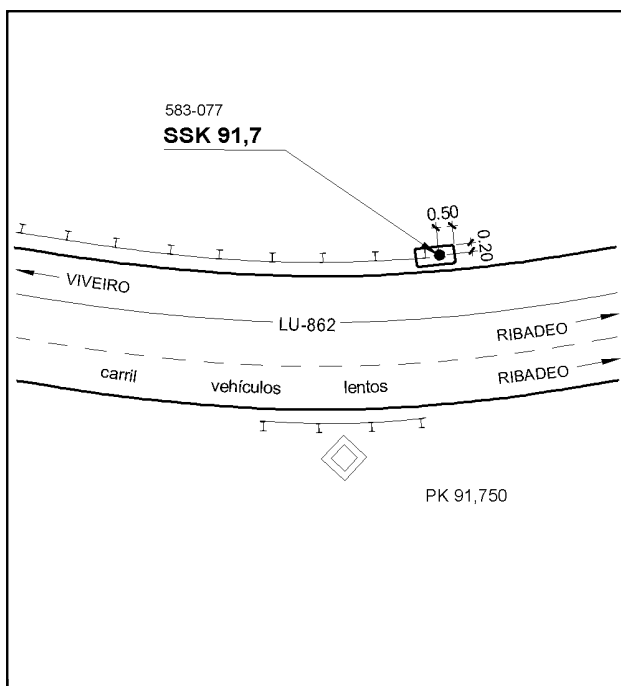 583-077
SSK 91,7
0.50
0.20
VIVEIRO
LU-862
RIBADEO
carril vehículos lentos
RIBADEO
PK 91,750